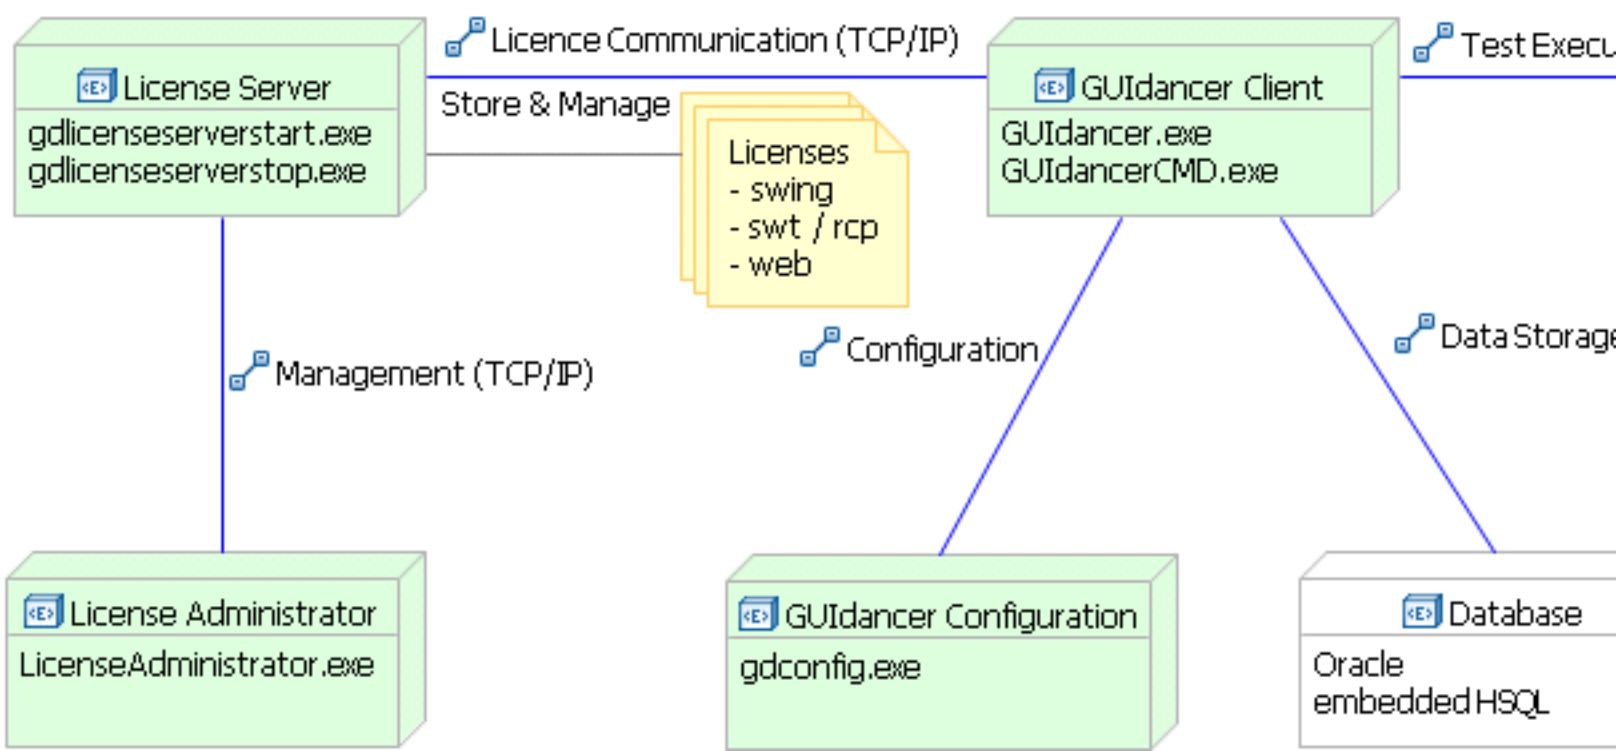 Licence Communication (TCP/IP)
Test Execu
<E> License Server
gdlicenseserverstart.exe
gdlicenseserverstop.exe
Store & Manage
Licenses
- swing
- swt / rcp
- web
<E> GUIdancer Client
GUIdancer.exe
GUIdancerCMD.exe
Management (TCP/IP)
Configuration
Data Storage
<E> License Administrator
LicenseAdministrator.exe
<E> GUIdancer Configuration
gdconfig.exe
<E> Database
Oracle
embedded HSQL